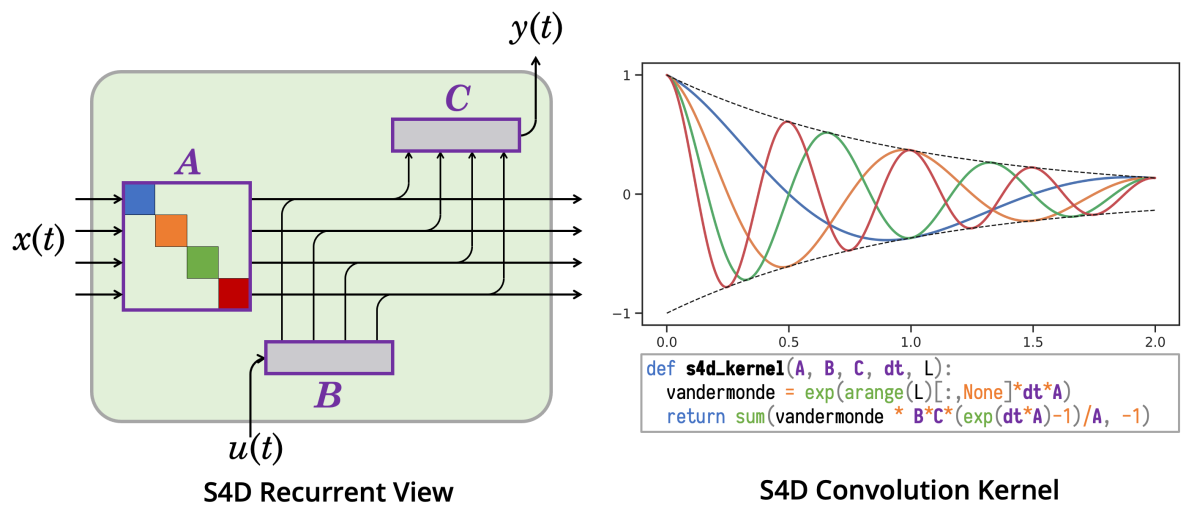 y(t)
C
A
x(t)
B
u(t)
S4D Recurrent View
1
0
−1
0.0 0.5 1.0 1.5 2.0
def s4d_kernel(A, B, C, dt, L):
vandermonde = exp(arange(L)[:,None]*dt*A)
return sum(vandermonde * B*C*(exp(dt*A)-1)/A, -1)
S4D Convolution Kernel